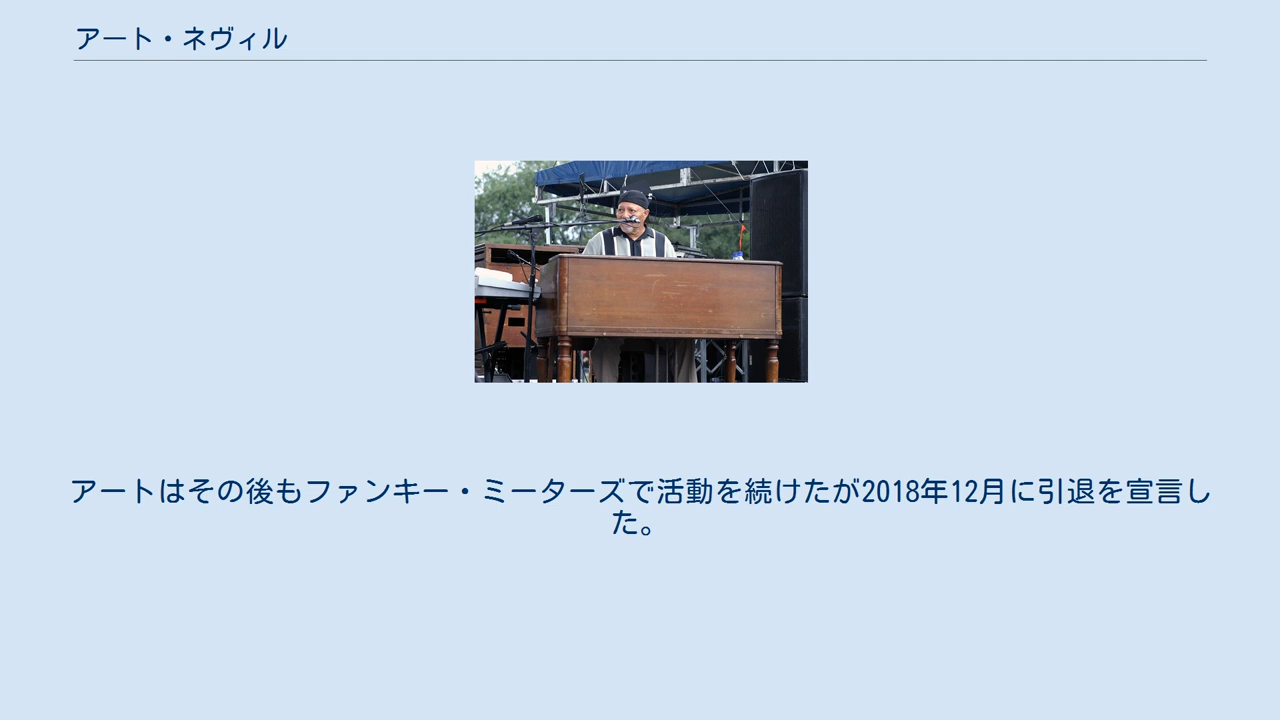 アート・ネヴィル
アートはその後もファンキー・ミーターズで活動を続けたが2018年12月に引退を宣言し
た。